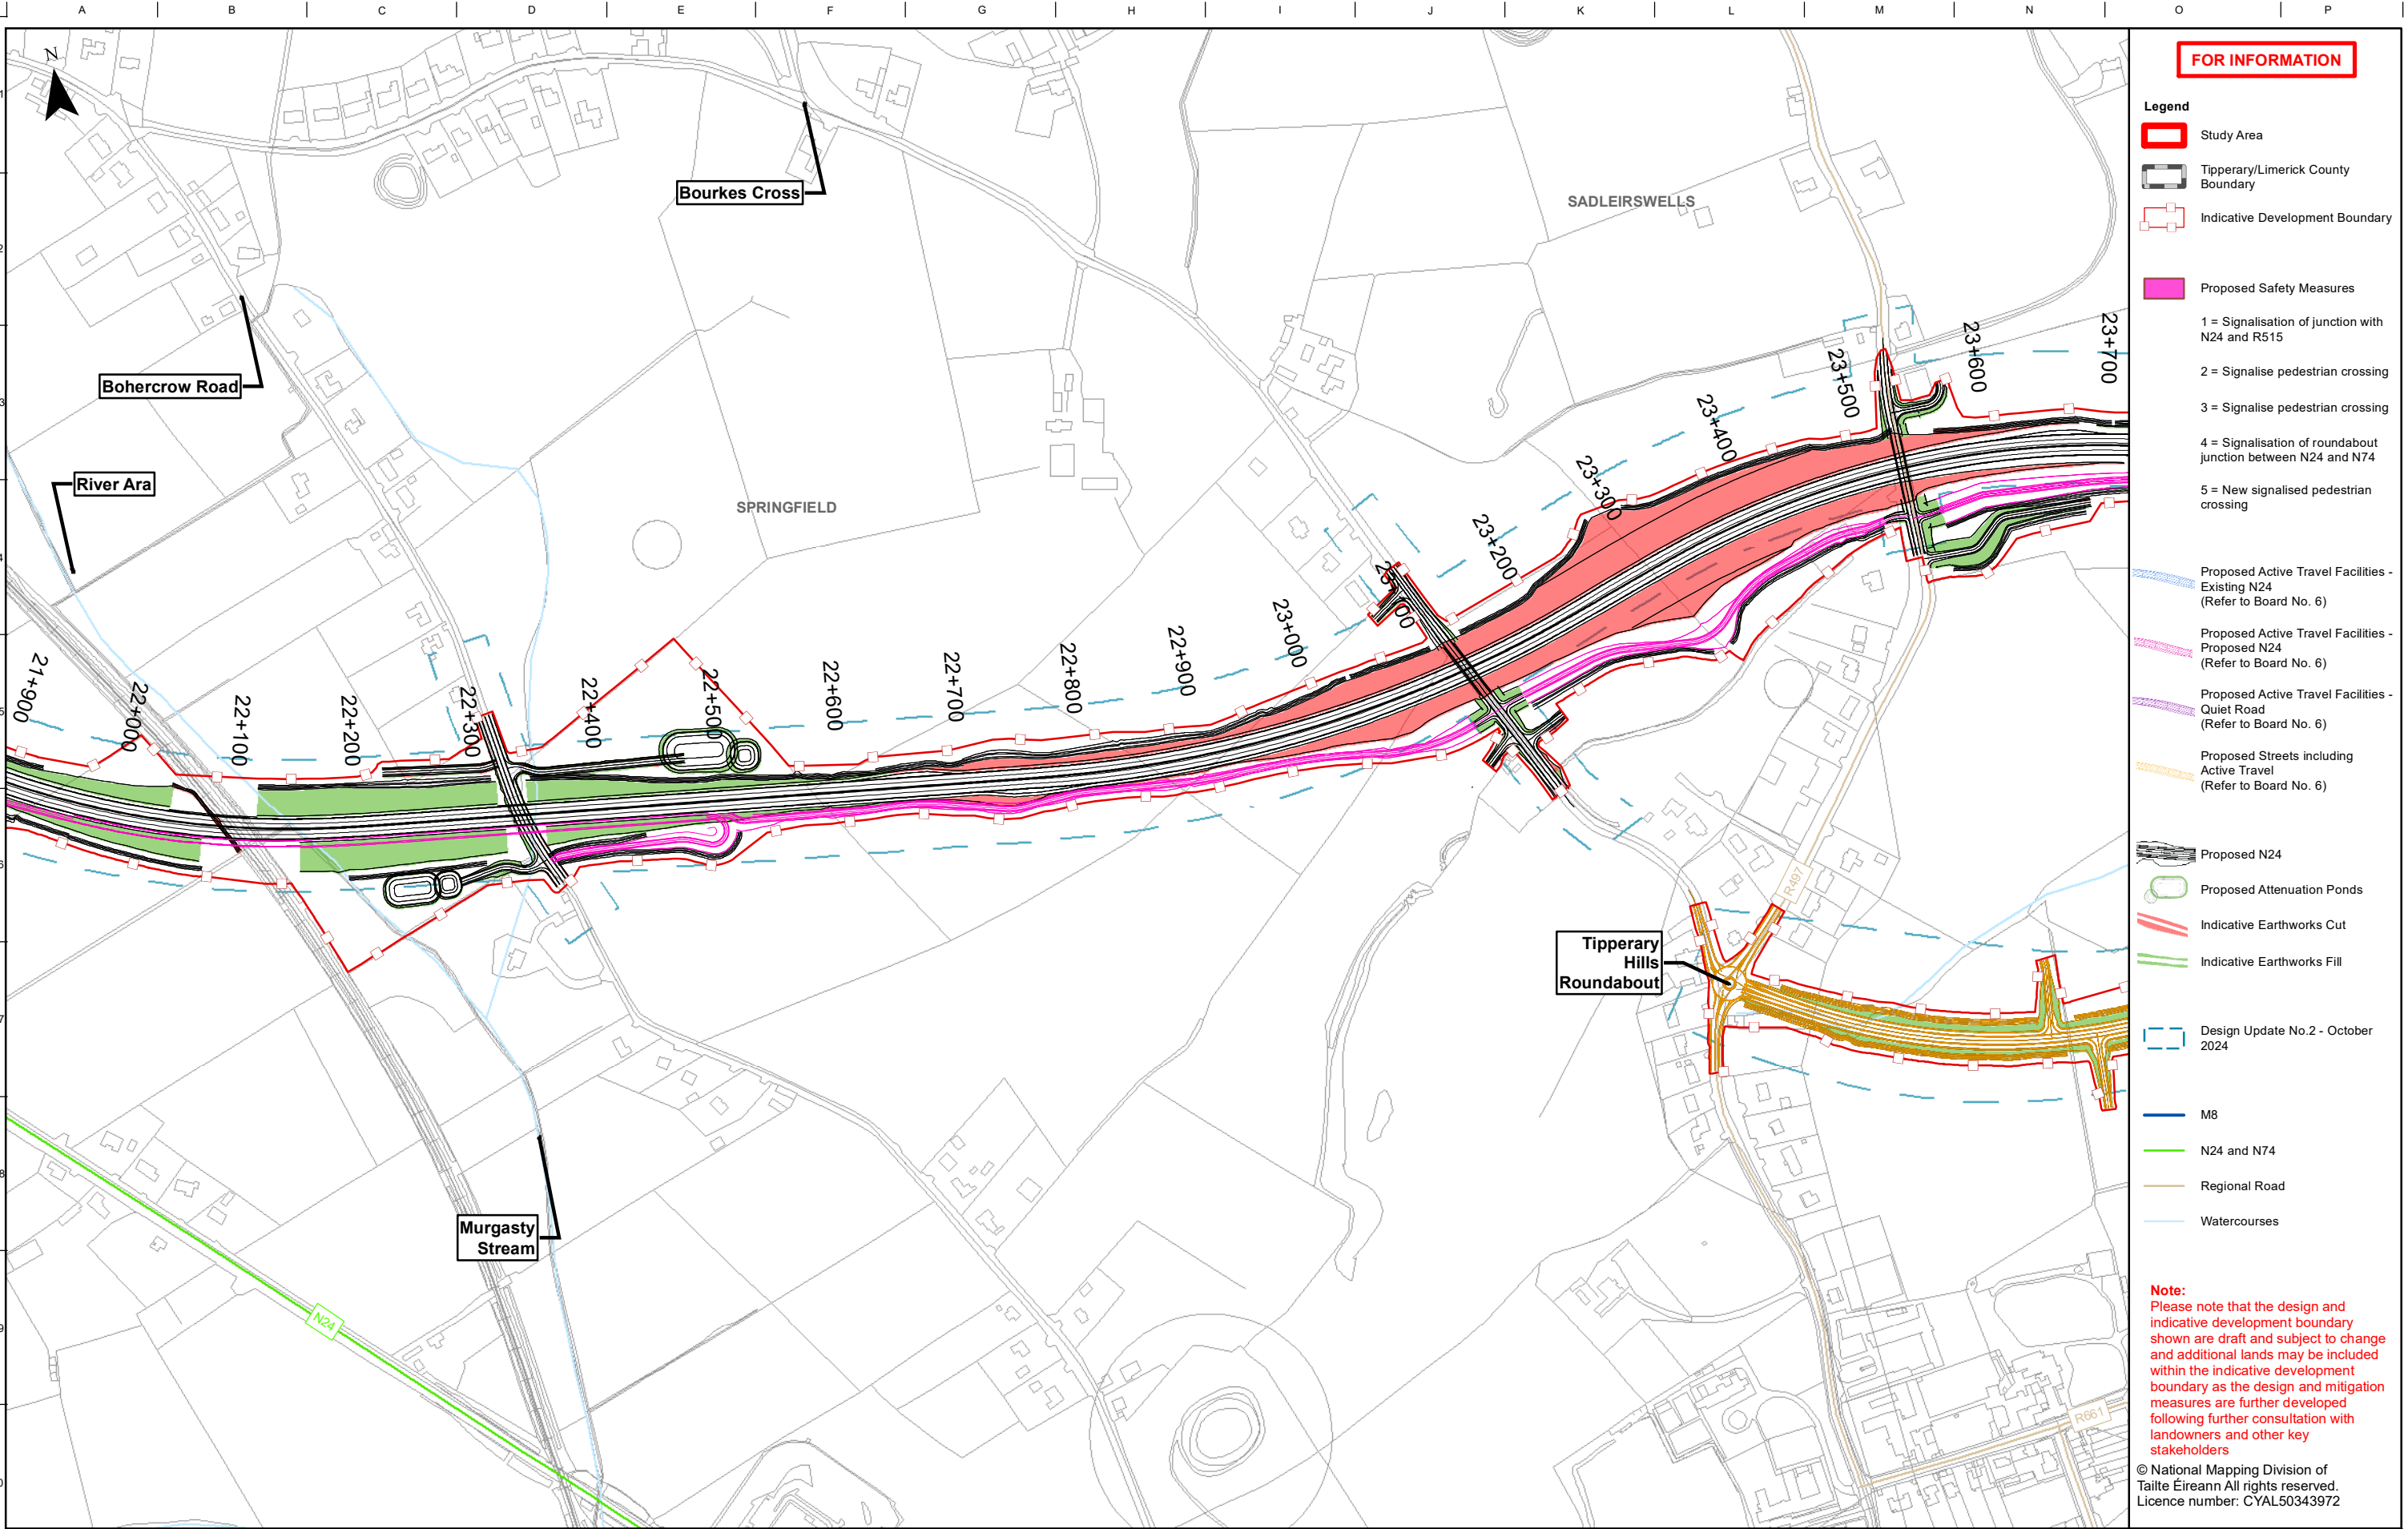 A B C D E F G H I J K L M N O P
N
1
2
3
4
5
6
7
8
9
Bourkes Cross
SADLEIRSWELLS
Bohercrow Road
River Ara
SPRINGFIELD
21+900
22+000
22+100
22+200
22+300
22+400
22+500
22+600
22+700
22+800
22+900
23+000
23+200
23+300
23+400
23+500
23+600
23+700
R497
Tipperary
Hills
Roundabout
Murgasty
Stream
N24
R661
FOR INFORMATION
Legend
Study Area
Tipperary/Limerick County
Boundary
Indicative Development Boundary
Proposed Safety Measures
1 = Signalisation of junction with
N24 and R515
2 = Signalise pedestrian crossing
3 = Signalise pedestrian crossing
4 = Signalisation of roundabout
junction between N24 and N74
5 = New signalised pedestrian
crossing
Proposed Active Travel Facilities -
Existing N24
(Refer to Board No. 6)
Proposed Active Travel Facilities -
Proposed N24
(Refer to Board No. 6)
Proposed Active Travel Facilities -
Quiet Road
(Refer to Board No. 6)
Proposed Streets including
Active Travel
(Refer to Board No. 6)
Proposed N24
Proposed Attenuation Ponds
Indicative Earthworks Cut
Indicative Earthworks Fill
Design Update No.2 - October
2024
M8
N24 and N74
Regional Road
Watercourses
Note:
Please note that the design and
indicative development boundary
shown are draft and subject to change
and additional lands may be included
within the indicative development
boundary as the design and mitigation
measures are further developed
following further consultation with
landowners and other key
stakeholders
© National Mapping Division of
Tailte Éireann All rights reserved.
Licence number: CYAL50343972